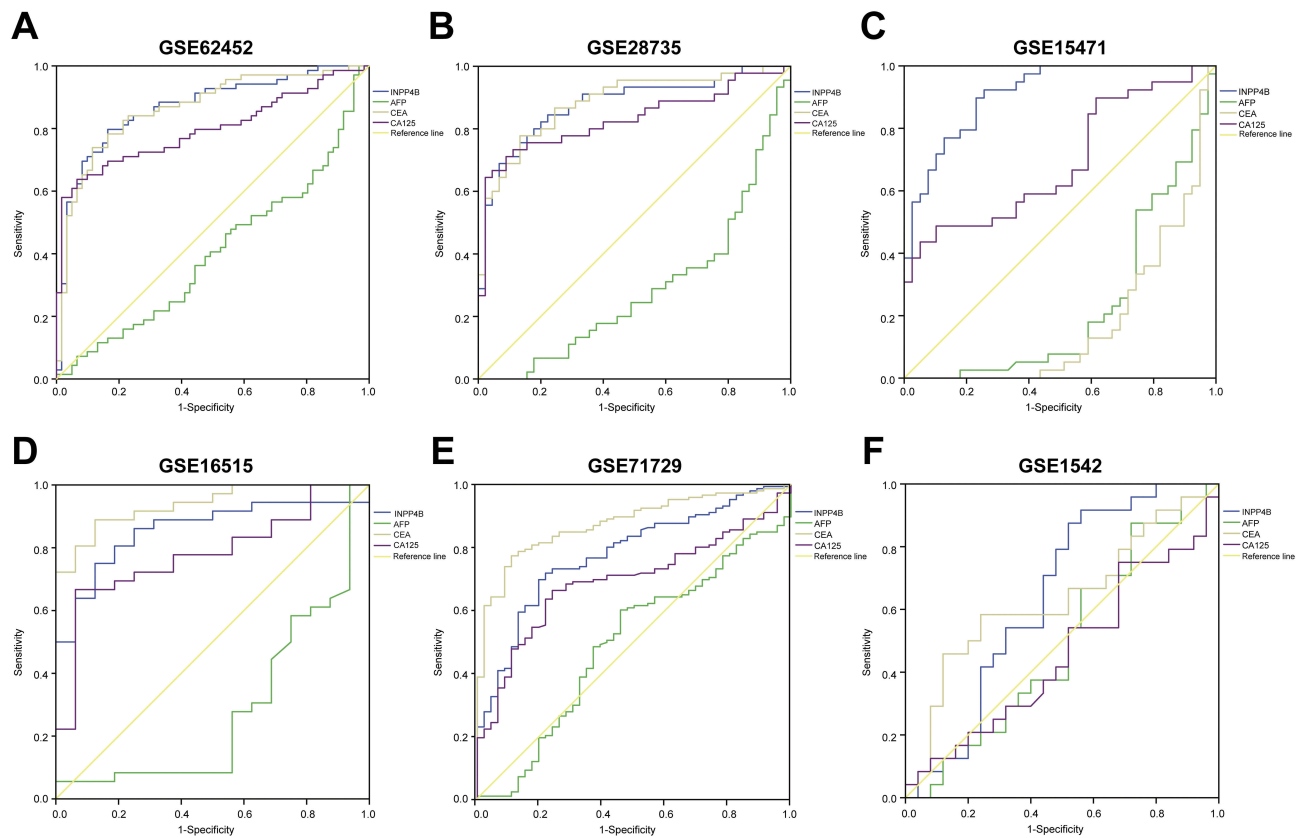 A
GSE62452
1.0
0.8
0.6
0.4
0.2
0.0
Sensitivity
0.0 0.2 0.4 0.6 0.8 1.0
1-Specificity
INPP4B
AFP
CEA
CA125
Reference line
B
GSE28735
1.0
0.8
0.6
0.4
0.2
0.0
Sensitivity
0.0 0.2 0.4 0.6 0.8 1.0
1-Specificity
INPP4B
AFP
CEA
CA125
Reference line
C
GSE15471
1.0
0.8
0.6
0.4
0.2
0.0
Sensitivity
0.0 0.2 0.4 0.6 0.8 1.0
1-Specificity
INPP4B
AFP
CEA
CA125
Reference line
D
GSE16515
1.0
0.8
0.6
0.4
0.2
0.0
Sensitivity
0.0 0.2 0.4 0.6 0.8 1.0
1-Specificity
INPP4B
AFP
CEA
CA125
Reference line
E
GSE71729
1.0
0.8
0.6
0.4
0.2
0.0
Sensitivity
0.0 0.2 0.4 0.6 0.8 1.0
1-Specificity
INPP4B
AFP
CEA
CA125
Reference line
F
GSE1542
1.0
0.8
0.6
0.4
0.2
0.0
Sensitivity
0.0 0.2 0.4 0.6 0.8 1.0
1-Specificity
INPP4B
AFP
CEA
CA125
Reference line